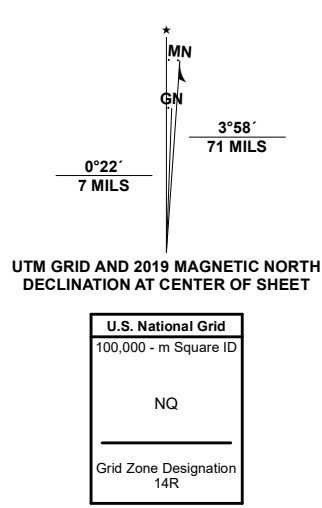 ★
MN
GN
3°58´
71 MILS
0°22´
7 MILS
UTM GRID AND 2019 MAGNETIC NORTH
DECLINATION AT CENTER OF SHEET
U.S. National Grid
100,000 - m Square ID
NQ
Grid Zone Designation
14R